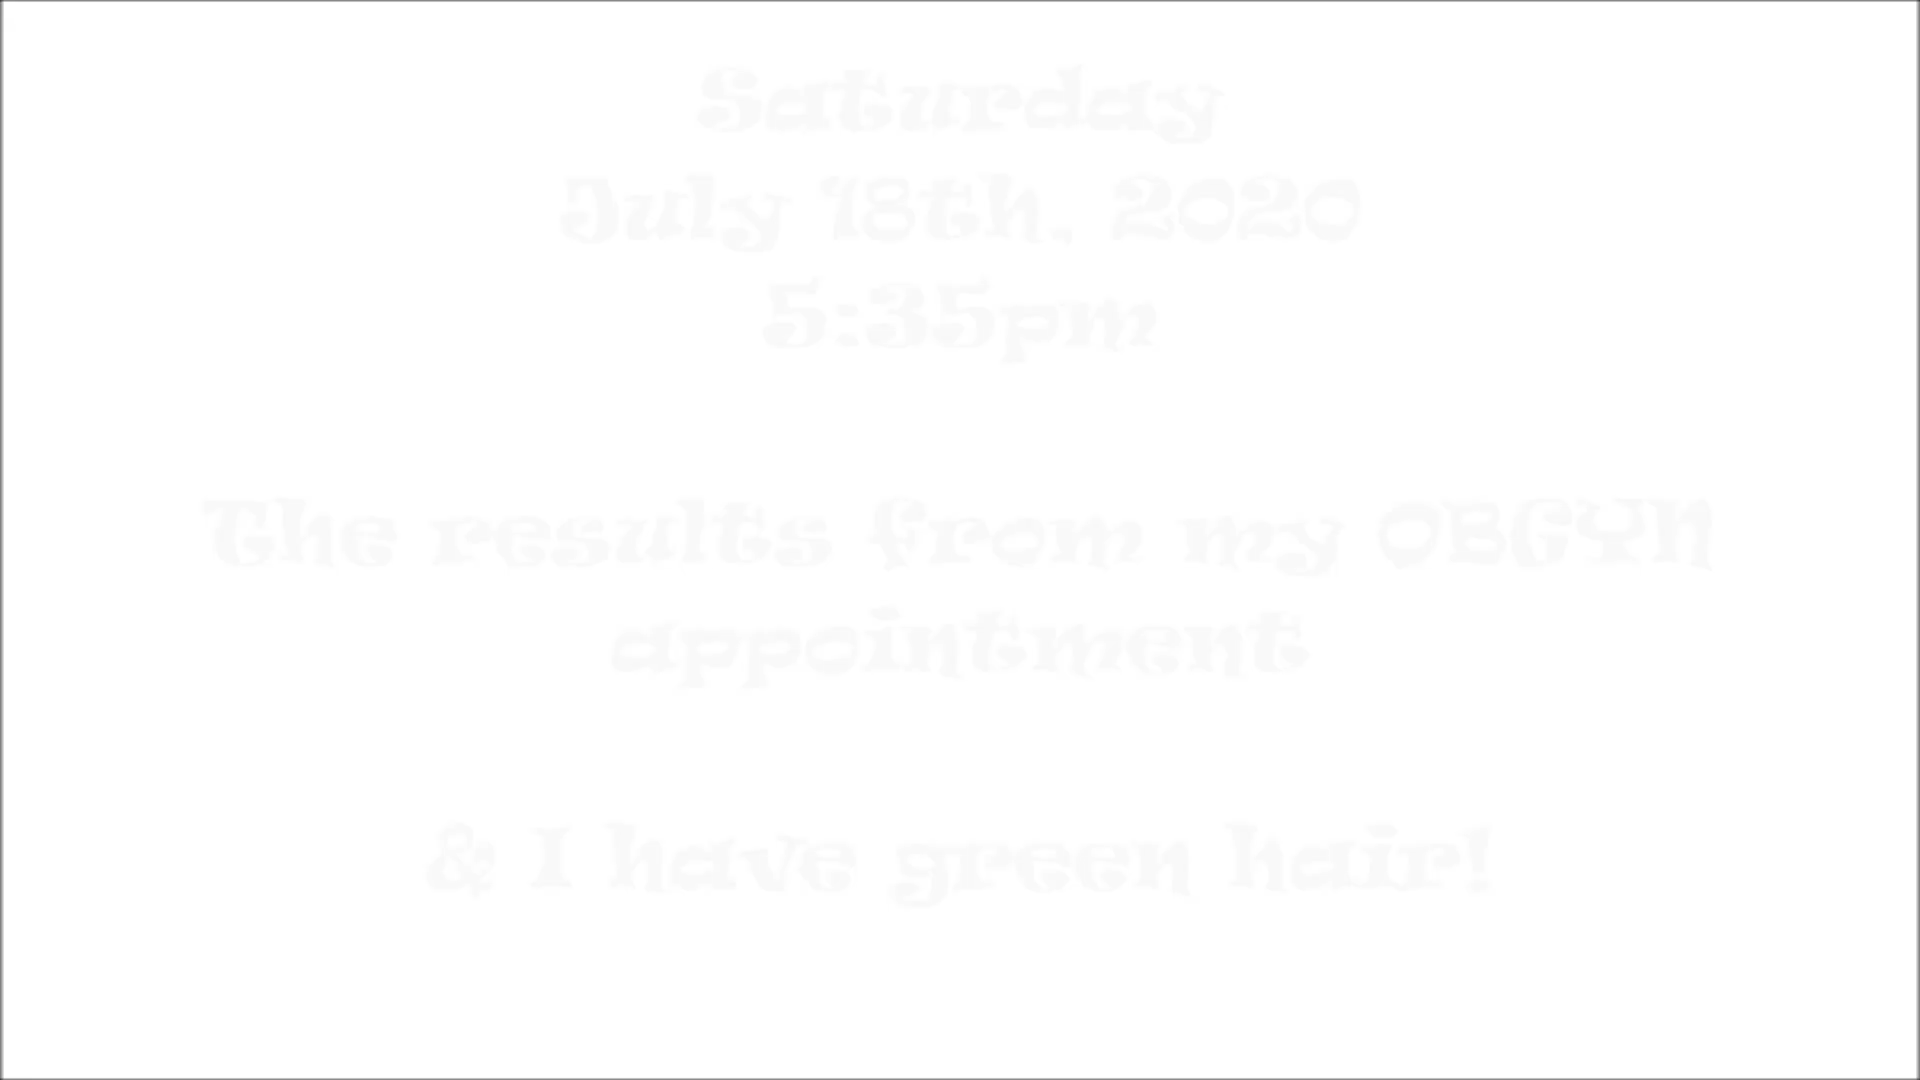 Saturday
July 18th, 2020
5:35pm
The results from my OBGYN
appointment
& I have green hair!